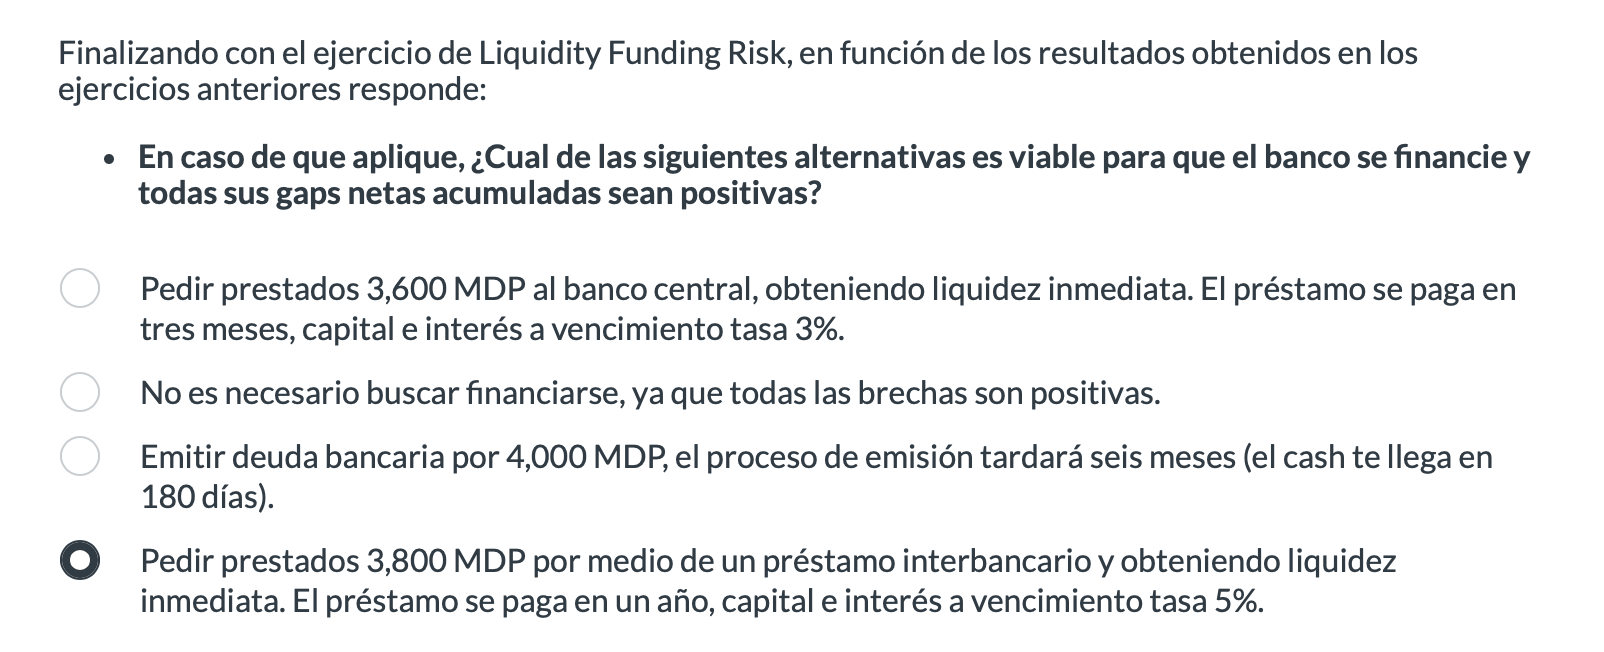 Finalizando con el ejercicio de Liquidity Funding Risk, en función de los resultados obtenidos en los
ejercicios anteriores responde:
• En caso de que aplique, ¿Cual de las siguientes alternativas es viable para que el banco se financie y
todas sus gaps netas acumuladas sean positivas?
Pedir prestados 3,600 MDP al banco central, obteniendo liquidez inmediata. El préstamo se paga en
tres meses, capital e interés a vencimiento tasa 3%.
No es necesario buscar financiarse, ya que todas las brechas son positivas.
Emitir deuda bancaria por 4,000 MDP, el proceso de emisión tardará seis meses (el cash te llega en
180 días).
Pedir prestados 3,800 MDP por medio de un préstamo interbancario y obteniendo liquidez
inmediata. El préstamo se paga en un año, capital e interés a vencimiento tasa 5%.